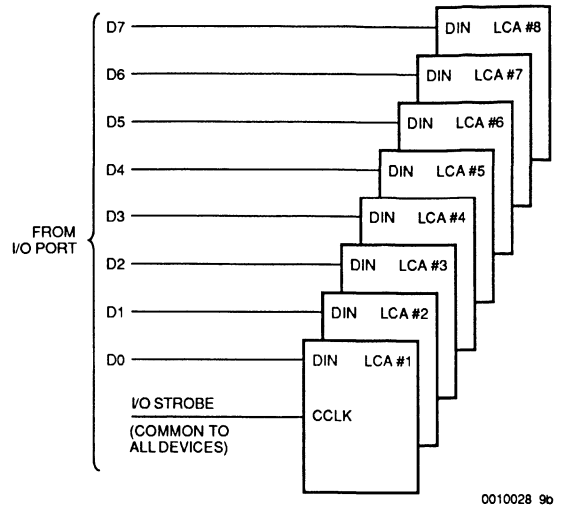 D7 DIN LCA #8
D6 DIN LCA #7
D5 DIN LCA #6
D4 DIN LCA #5
D3 DIN LCA #4
FROM
I/O PORT
D2 DIN LCA #3
D1 DIN LCA #2
D0 DIN LCA #1
I/O STROBE
CCLK
(COMMON TO
ALL DEVICES)
0010028 9b